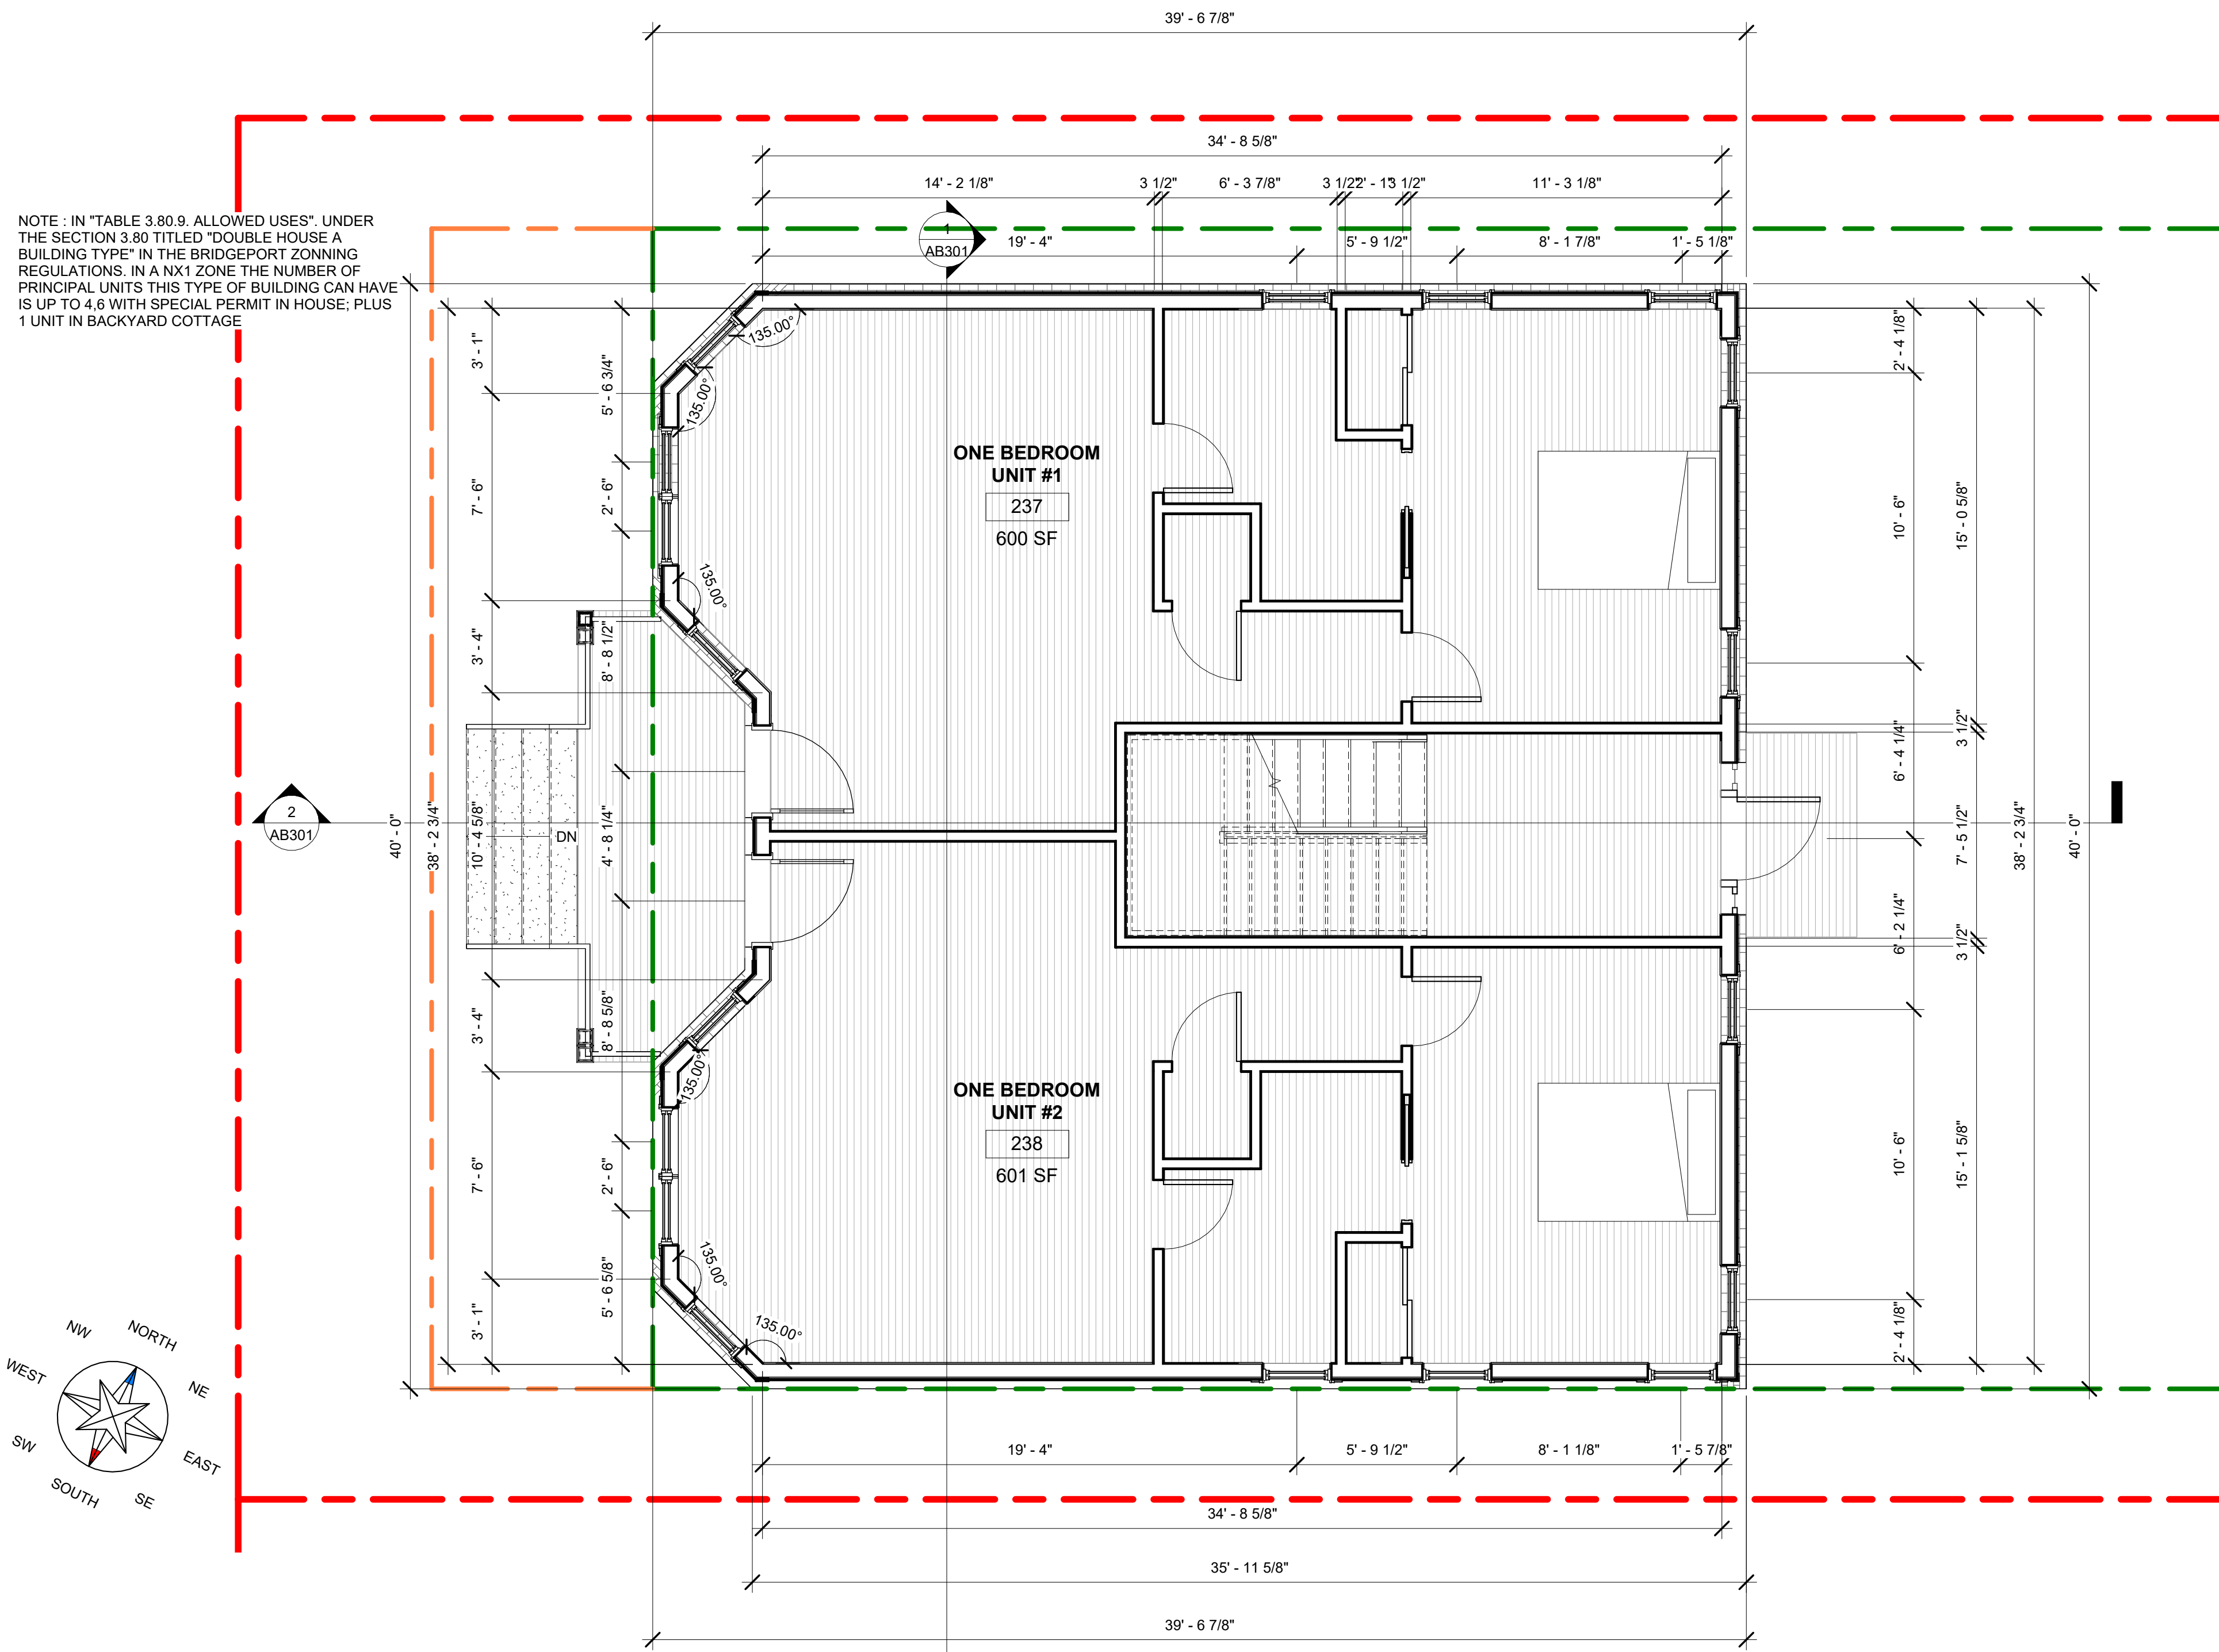 39' - 6 7/8"
34' - 8 5/8"
14' - 2 1/8"
3 1/2"
6' - 3 7/8"
3 1/2"
2' - 1"
3 1/2"
11' - 3 1/8"
1
AB301
19' - 4"
5' - 9 1/2"
8' - 1 7/8"
1' - 5 1/8"
NOTE : IN "TABLE 3.80.9. ALLOWED USES". UNDER
THE SECTION 3.80 TITLED "DOUBLE HOUSE A
BUILDING TYPE" IN THE BRIDGEPORT ZONNING
REGULATIONS. IN A NX1 ZONE THE NUMBER OF
PRINCIPAL UNITS THIS TYPE OF BUILDING CAN HAVE
IS UP TO 4,6 WITH SPECIAL PERMIT IN HOUSE; PLUS
1 UNIT IN BACKYARD COTTAGE
40' - 0"
38' - 2 3/4"
3' - 1"
7' - 6"
3' - 4"
10' - 4 5/8"
3' - 4"
7' - 6"
3' - 1"
5' - 6 3/4"
2' - 6"
8' - 8 1/2"
4' - 8 1/4"
8' - 8 5/8"
2' - 6"
5' - 6 5/8"
135.00°
135.00°
135.00°
135.00°
135.00°
135.00°
ONE BEDROOM
UNIT #1
237
600 SF
2
AB301
DN
ONE BEDROOM
UNIT #2
238
601 SF
2' - 4 1/8"
10' - 6"
6' - 4 1/4"
6' - 2 1/4"
10' - 6"
2' - 4 1/8"
15' - 0 5/8"
3 1/2"
7' - 5 1/2"
3 1/2"
15' - 1 5/8"
38' - 2 3/4"
40' - 0"
NW
NORTH
WEST
NE
SW
EAST
SOUTH
SE
19' - 4"
5' - 9 1/2"
8' - 1 1/8"
1' - 5 7/8"
34' - 8 5/8"
35' - 11 5/8"
39' - 6 7/8"